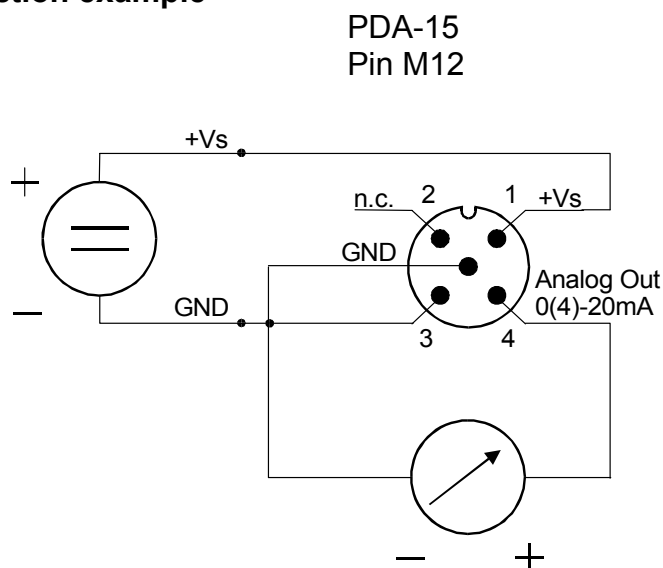 PDA-15
Pin M12
+Vs
+
n.c.
2
1
+Vs
GND
Analog Out
0(4)-20mA
−
GND
3
4
−
+